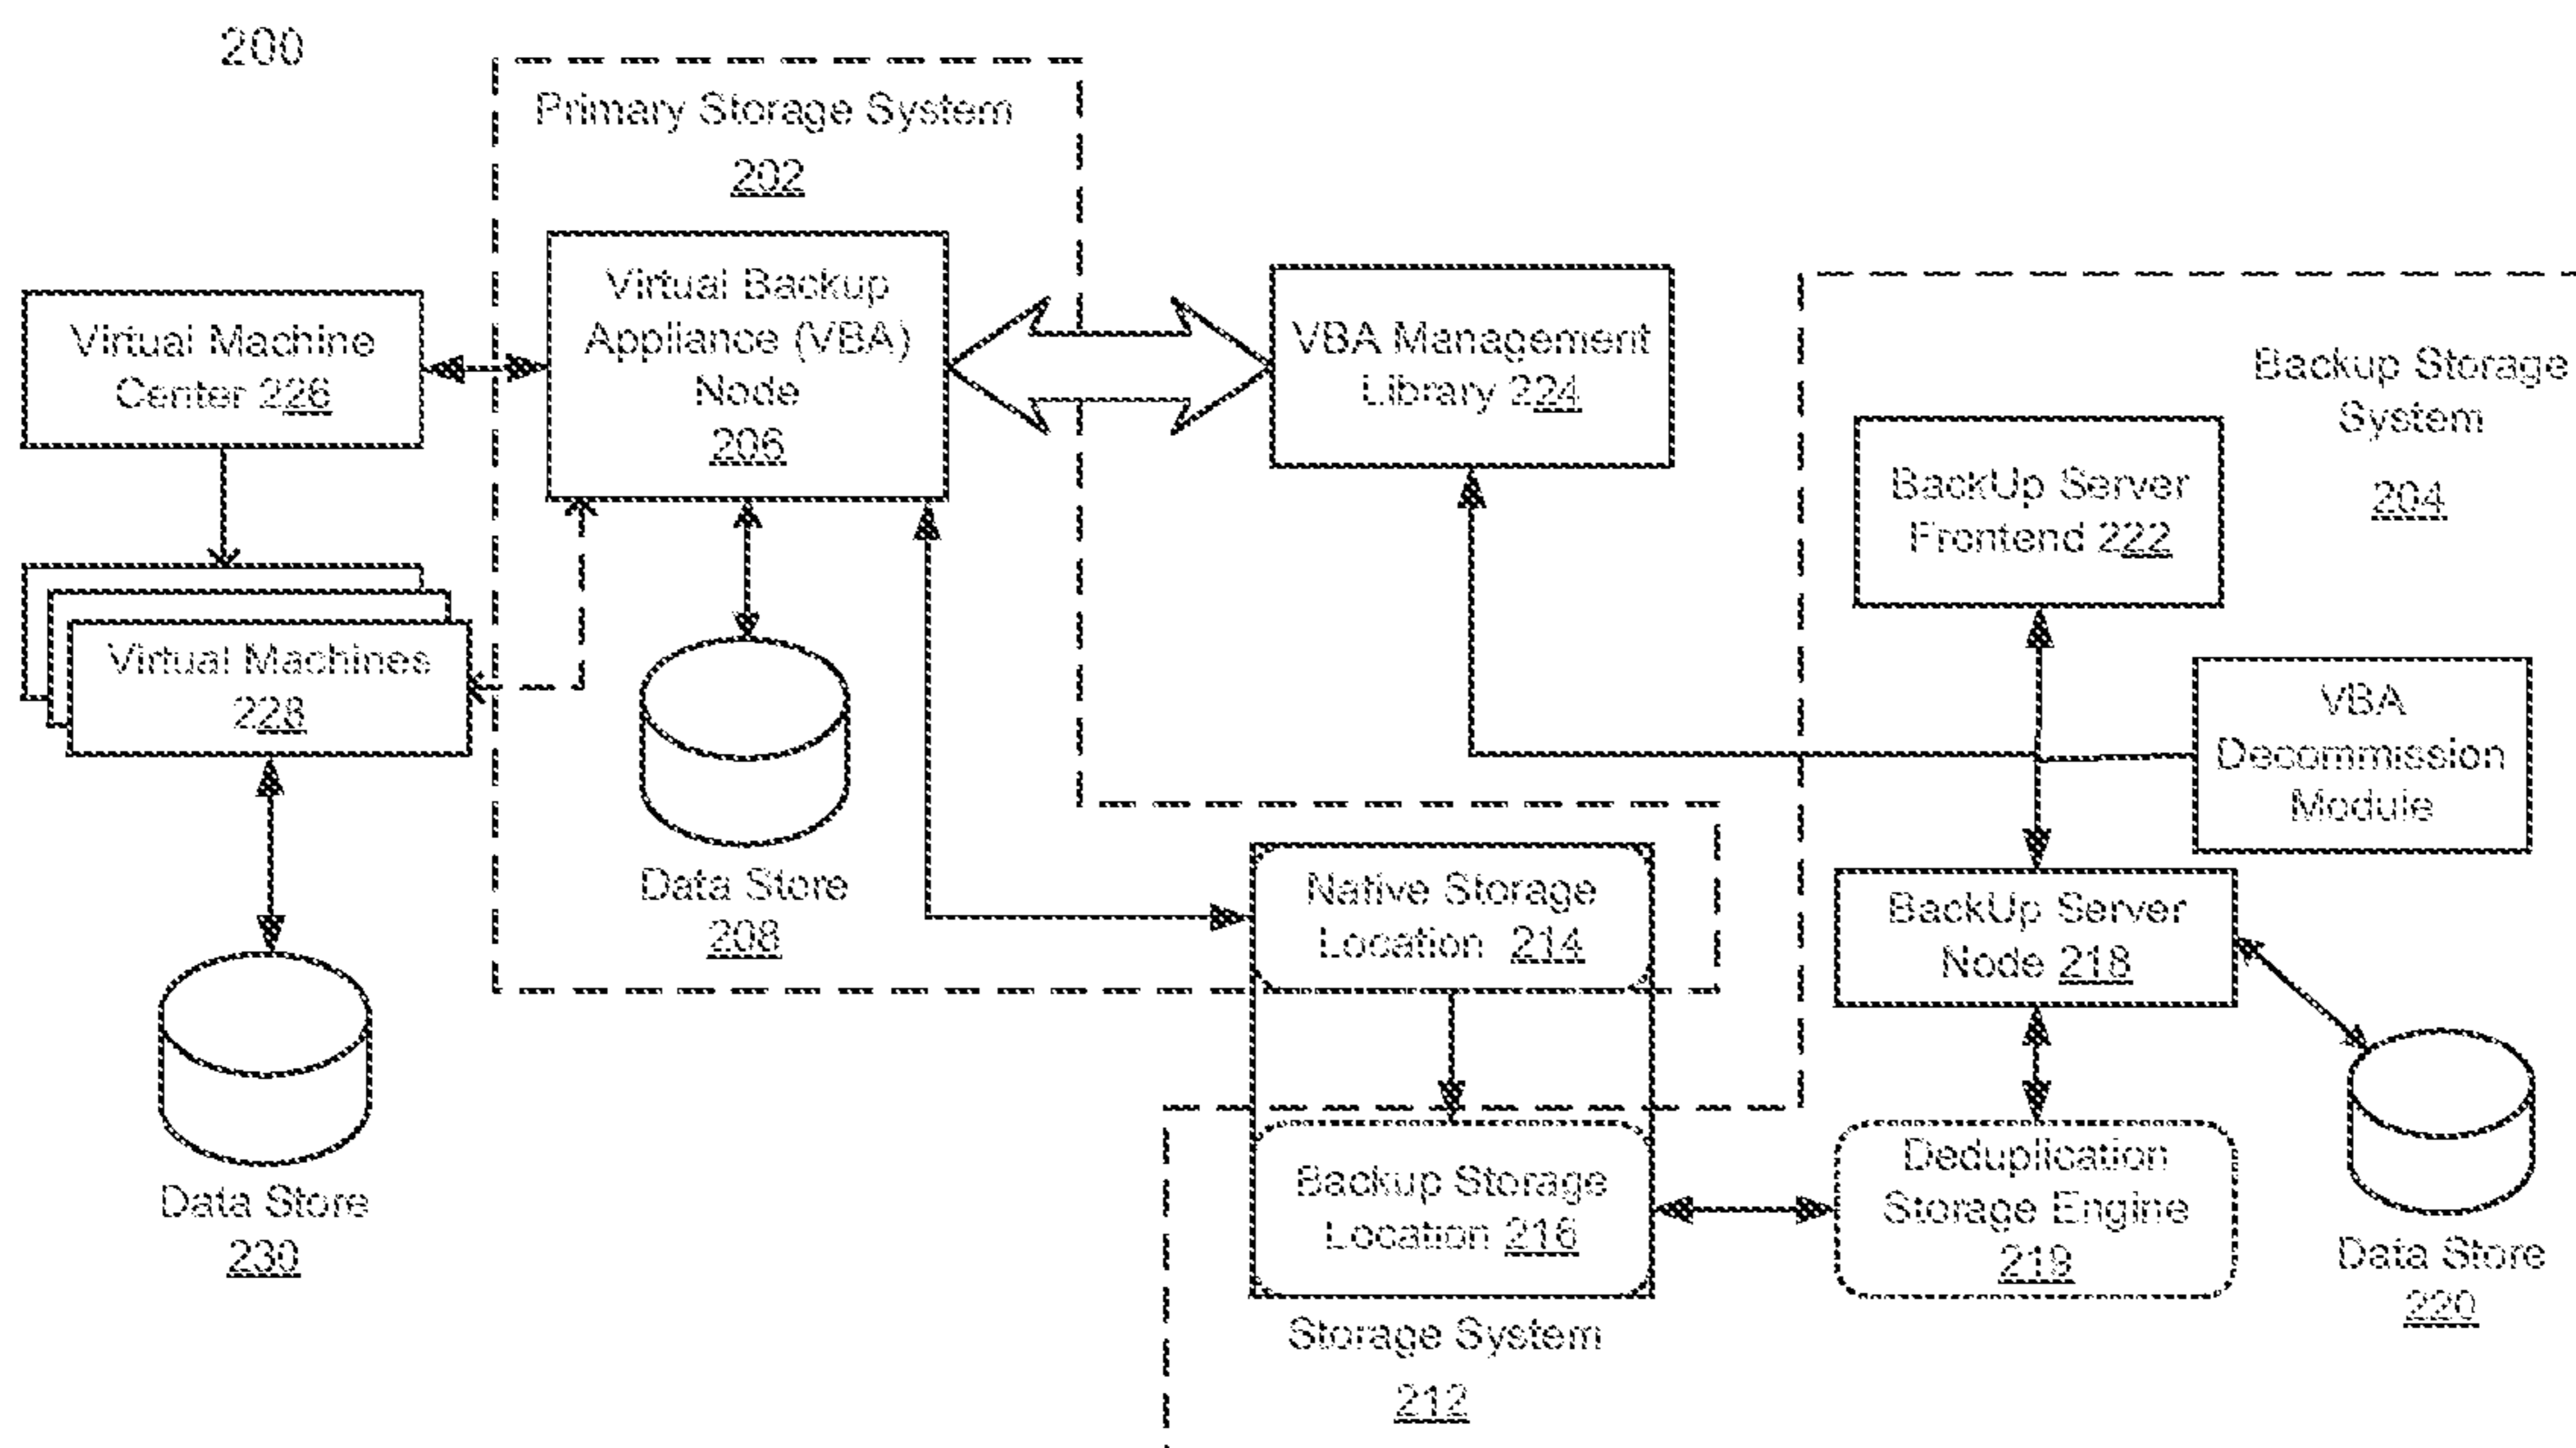 200
Primary Storage System
202
Virtual Backup
Appliance (VBA)
Node
206
Virtual Machine
Center 226
VBA Management
Library 224
Backup Storage
System
204
BackUp Server
Frontend 222
Virtual Machines
228
VBA
Decommission
Module
Data Store
208
Native Storage
Location 214
BackUp Server
Node 218
Data Store
230
Backup Storage
Location 216
Deduplication
Storage Engine
219
Data Store
220
Storage System
212